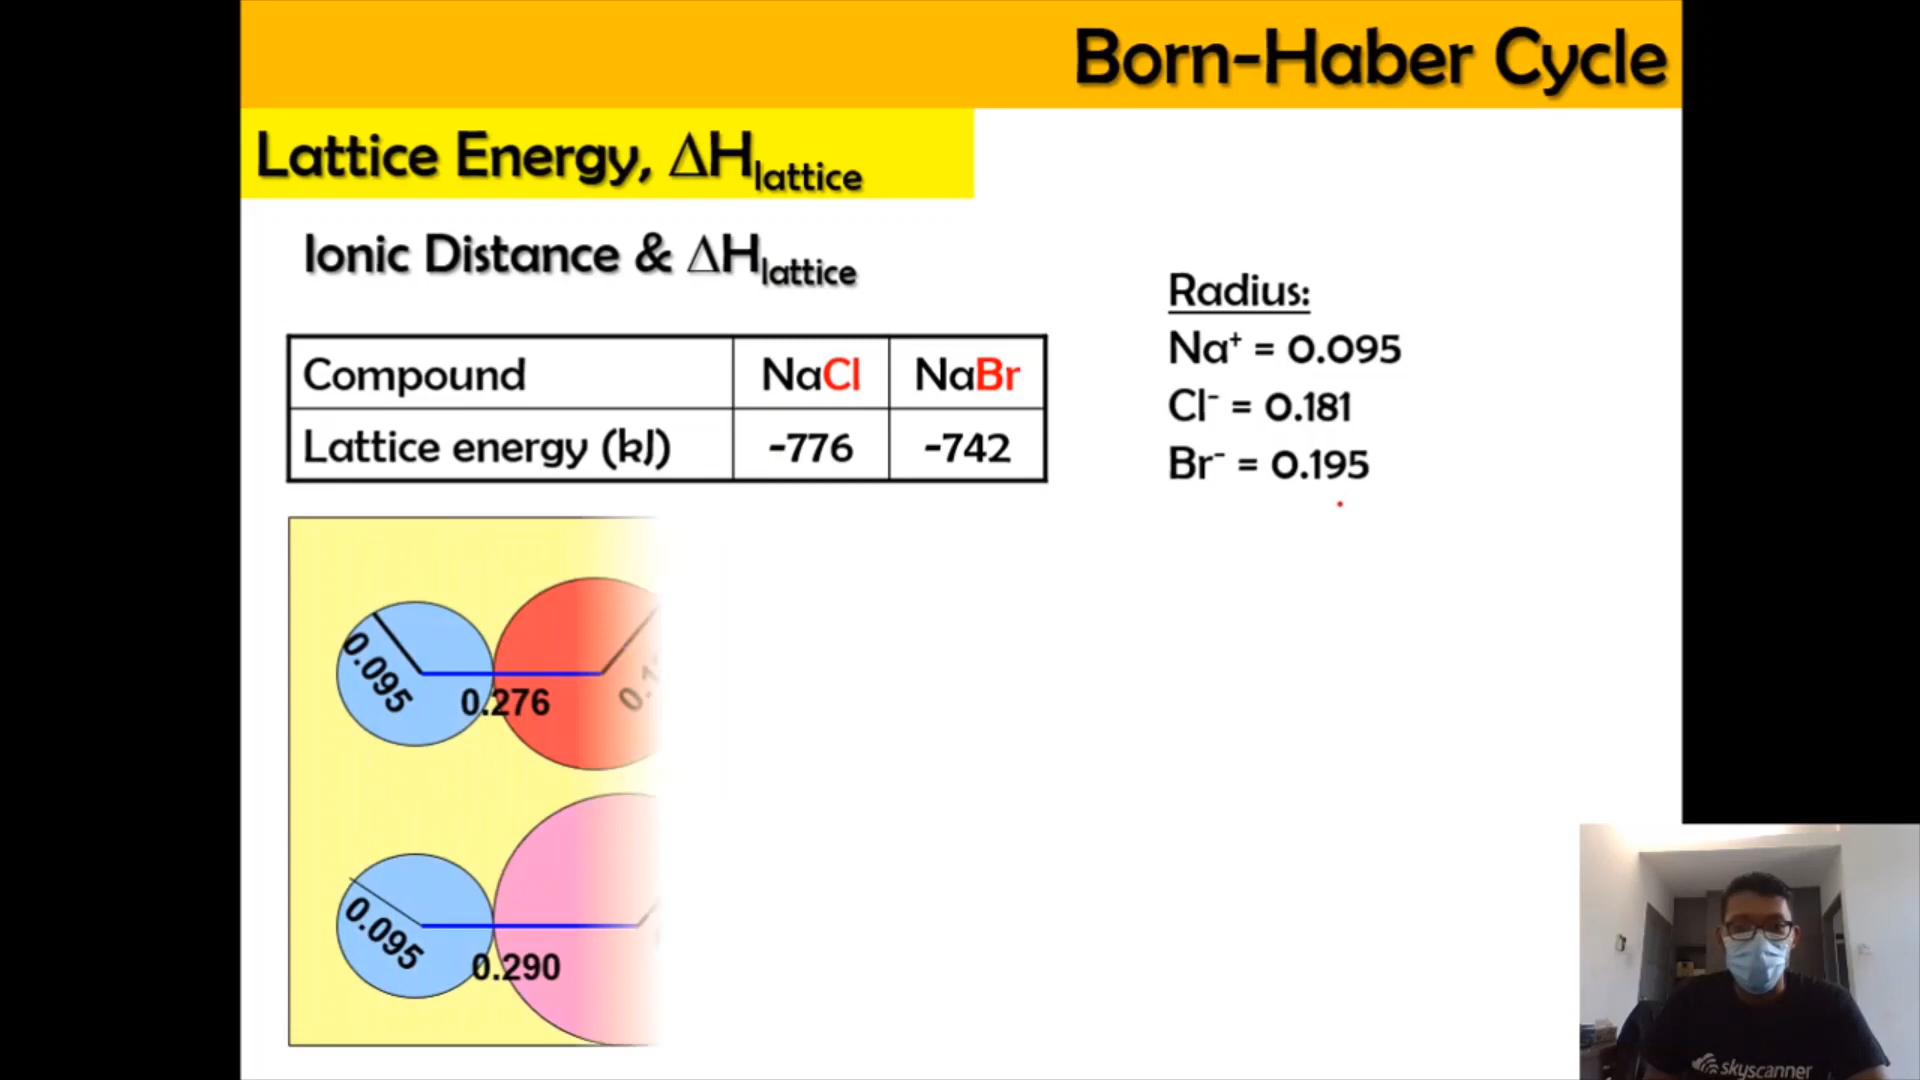 Born-Haber Cycle
Lattice Energy, ΔHlattice
Ionic Distance & ΔHlattice
Compound NaCl NaBr
Lattice energy (kJ) -776 -742
Radius:
Na⁺ = 0.095
Cl⁻ = 0.181
Br⁻ = 0.195
0.095
0.276
0.095
0.290
skyscanner